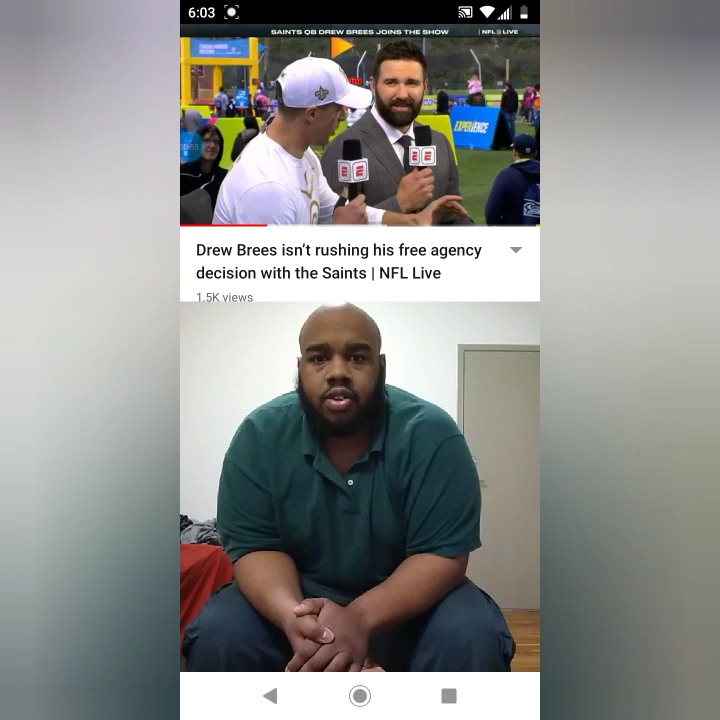 6:03
SAINTS QB DREW BREES JOINS THE SHOW
NFL LIVE
EXPERIENCE
Drew Brees isn’t rushing his free agency
decision with the Saints | NFL Live
1.5K views